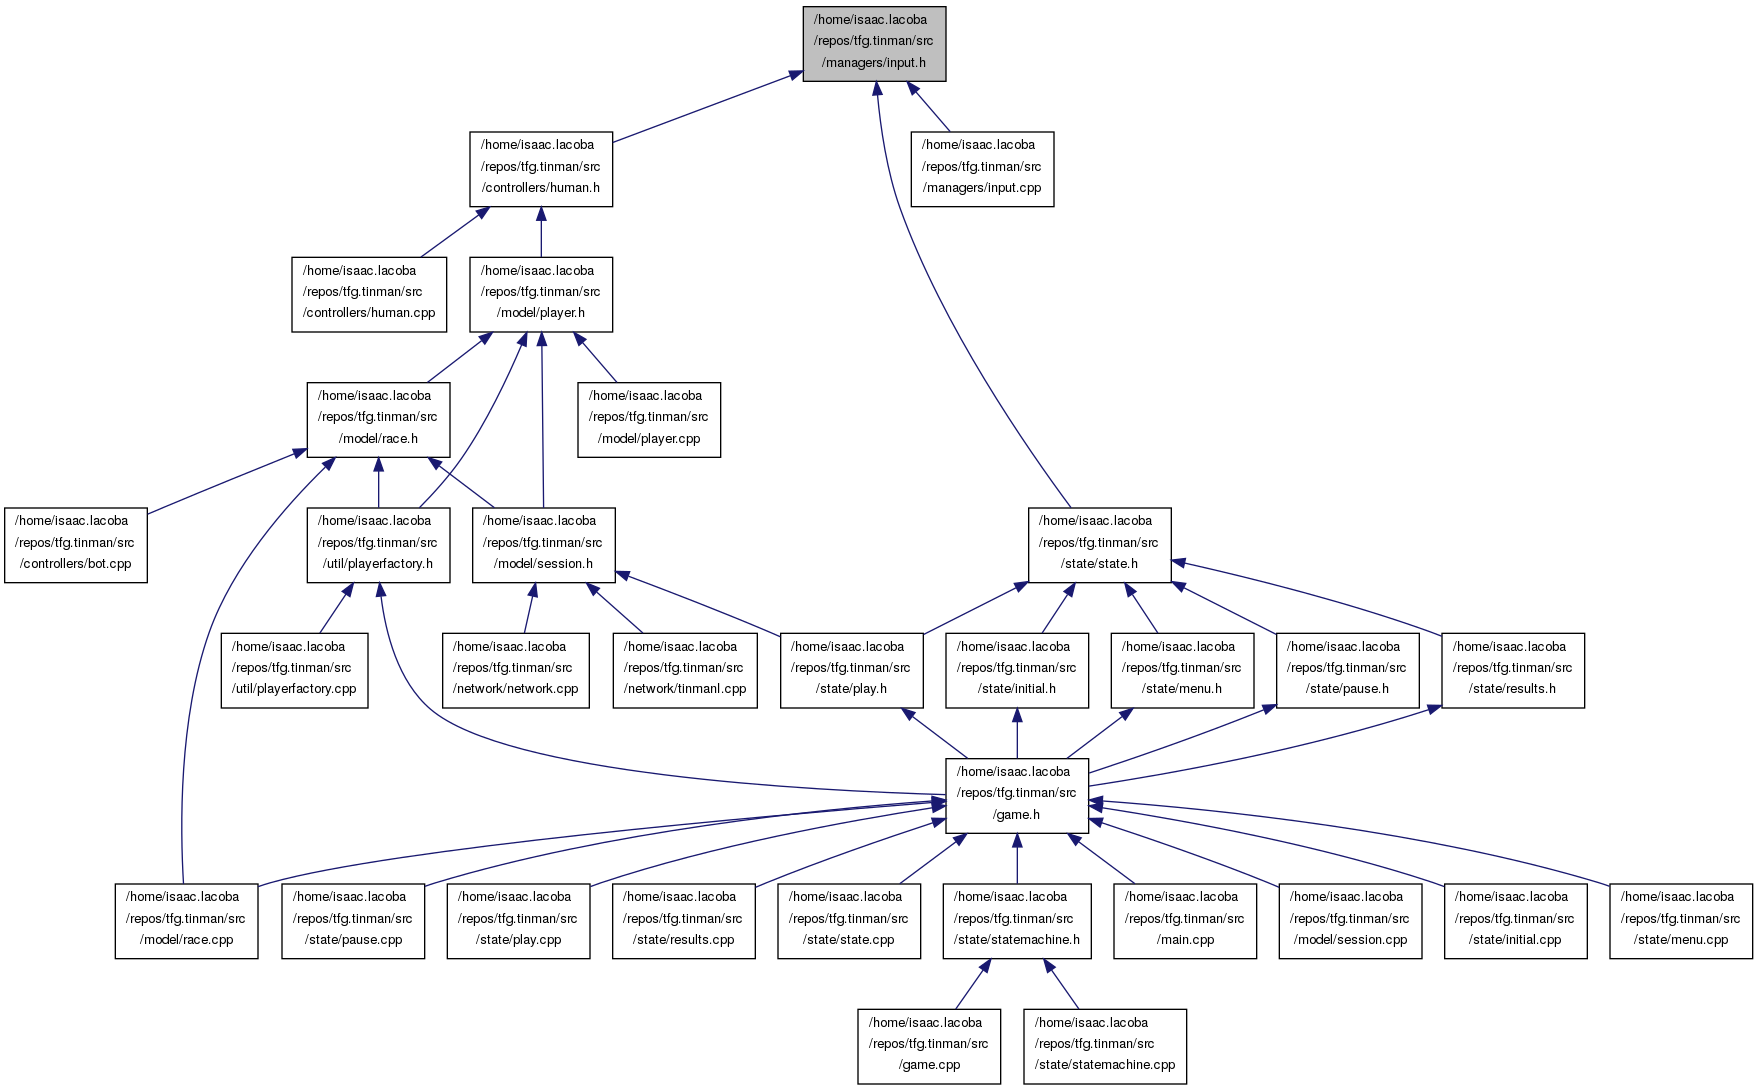 /home/isaac.lacoba
/repos/tfg.tinman/src
/managers/input.h
/home/isaac.lacoba
/repos/tfg.tinman/src
/controllers/human.h
/home/isaac.lacoba
/repos/tfg.tinman/src
/managers/input.cpp
/home/isaac.lacoba
/repos/tfg.tinman/src
/controllers/human.cpp
/home/isaac.lacoba
/repos/tfg.tinman/src
/model/player.h
/home/isaac.lacoba
/repos/tfg.tinman/src
/model/race.h
/home/isaac.lacoba
/repos/tfg.tinman/src
/model/player.cpp
/home/isaac.lacoba
/repos/tfg.tinman/src
/controllers/bot.cpp
/home/isaac.lacoba
/repos/tfg.tinman/src
/util/playerfactory.h
/home/isaac.lacoba
/repos/tfg.tinman/src
/model/session.h
/home/isaac.lacoba
/repos/tfg.tinman/src
/state/state.h
/home/isaac.lacoba
/repos/tfg.tinman/src
/util/playerfactory.cpp
/home/isaac.lacoba
/repos/tfg.tinman/src
/network/network.cpp
/home/isaac.lacoba
/repos/tfg.tinman/src
/network/tinmanI.cpp
/home/isaac.lacoba
/repos/tfg.tinman/src
/state/play.h
/home/isaac.lacoba
/repos/tfg.tinman/src
/state/initial.h
/home/isaac.lacoba
/repos/tfg.tinman/src
/state/menu.h
/home/isaac.lacoba
/repos/tfg.tinman/src
/state/pause.h
/home/isaac.lacoba
/repos/tfg.tinman/src
/state/results.h
/home/isaac.lacoba
/repos/tfg.tinman/src
/game.h
/home/isaac.lacoba
/repos/tfg.tinman/src
/model/race.cpp
/home/isaac.lacoba
/repos/tfg.tinman/src
/state/pause.cpp
/home/isaac.lacoba
/repos/tfg.tinman/src
/state/play.cpp
/home/isaac.lacoba
/repos/tfg.tinman/src
/state/results.cpp
/home/isaac.lacoba
/repos/tfg.tinman/src
/state/state.cpp
/home/isaac.lacoba
/repos/tfg.tinman/src
/state/statemachine.h
/home/isaac.lacoba
/repos/tfg.tinman/src
/main.cpp
/home/isaac.lacoba
/repos/tfg.tinman/src
/model/session.cpp
/home/isaac.lacoba
/repos/tfg.tinman/src
/state/initial.cpp
/home/isaac.lacoba
/repos/tfg.tinman/src
/state/menu.cpp
/home/isaac.lacoba
/repos/tfg.tinman/src
/game.cpp
/home/isaac.lacoba
/repos/tfg.tinman/src
/state/statemachine.cpp